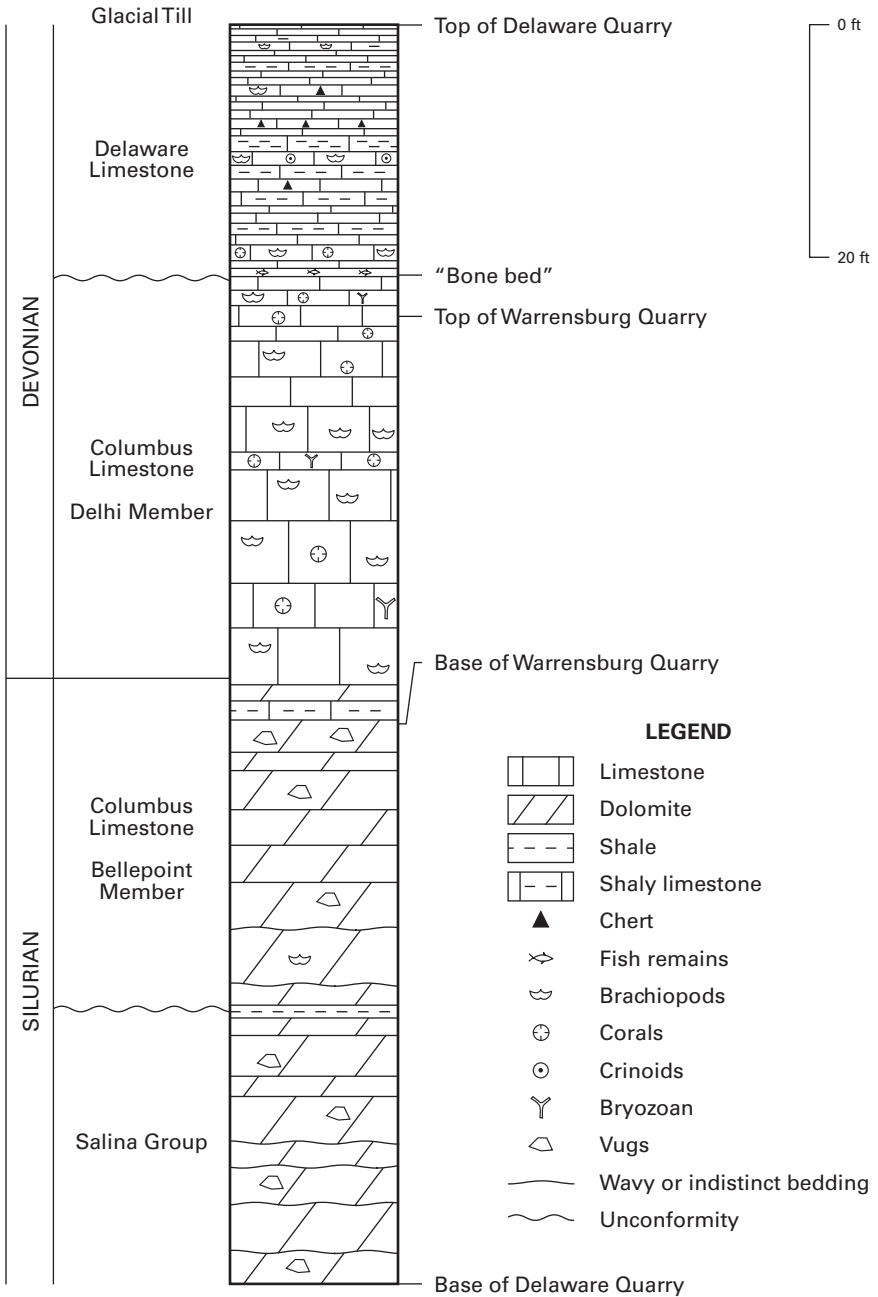 Glacial Till
Top of Delaware Quarry
0 ft
Delaware
Limestone
20 ft
"Bone bed"
Top of Warrensburg Quarry
DEVONIAN
Columbus
Limestone
Delhi Member
Base of Warrensburg Quarry
Columbus
Limestone
Bellepoint
Member
SILURIAN
Salina Group
Base of Delaware Quarry
LEGEND
Limestone
Dolomite
Shale
Shaly limestone
Chert
Fish remains
Brachiopods
Corals
Crinoids
Bryozoan
Vugs
Wavy or indistinct bedding
Unconformity